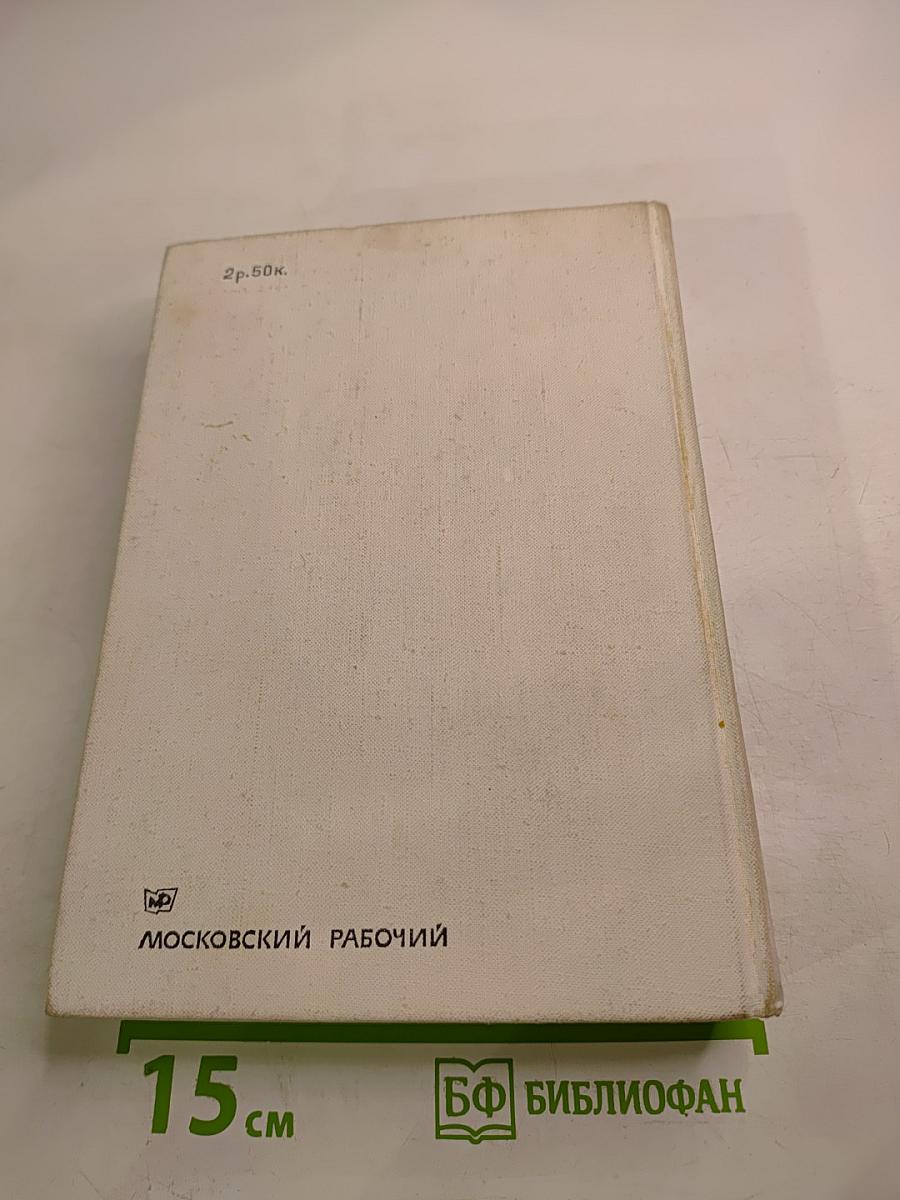 2р.50к.
МР
МОСКОВСКИЙ РАБОЧИЙ
15 см
БФ БИБЛИОФАН